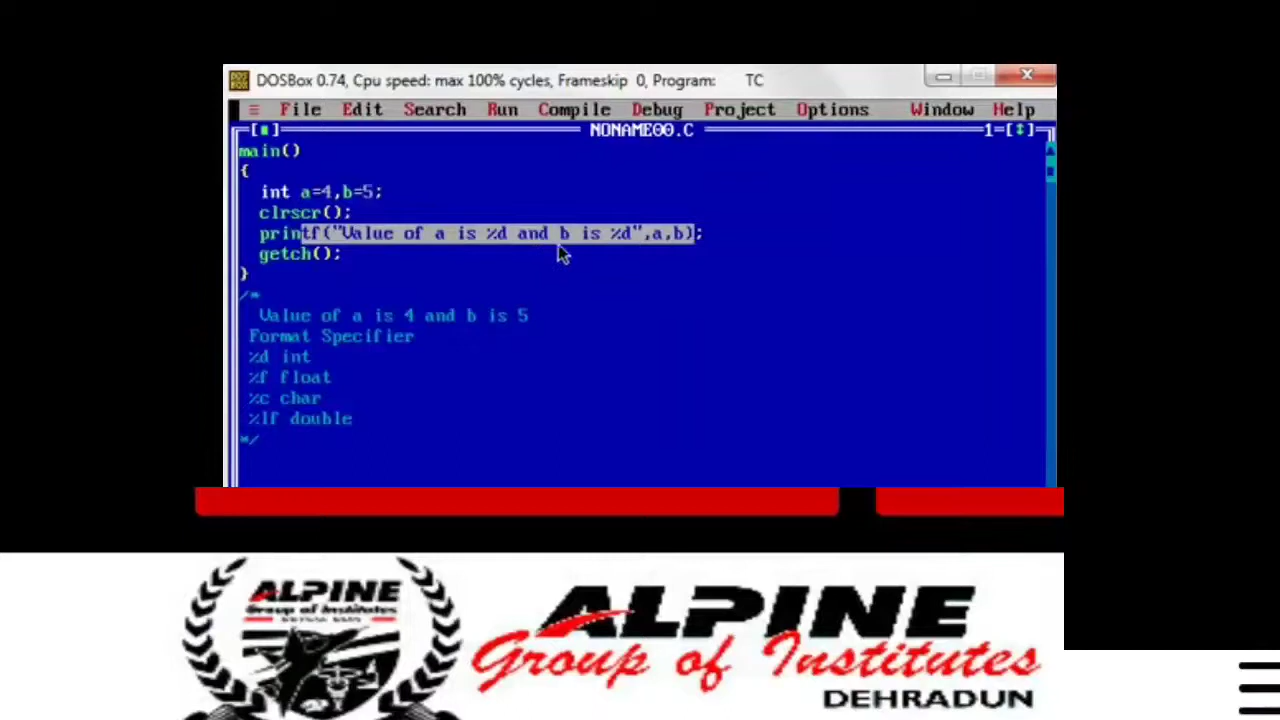 DOSBox 0.74, Cpu speed: max 100% cycles, Frameskip 0, Program: TC
≡ File Edit Search Run Compile Debug Project Options Window Help
[■] NONAME00.C 1=[↕]
main()
{
int a=4,b=5;
clrscr();
printf("Value of a is %d and b is %d",a,b);
getch();
}
/*
Value of a is 4 and b is 5
Format Specifier
%d int
%f float
%c char
%lf double
*/
ALPINE
Group of Institutes
ALPINE
Group of Institutes
DEHRADUN